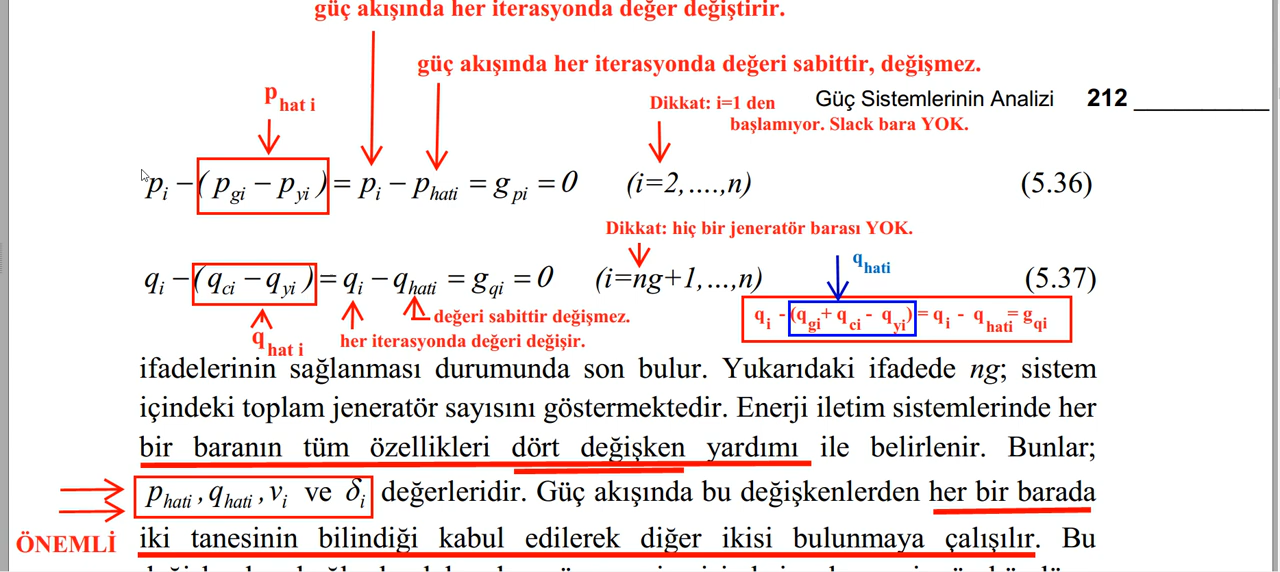 güç akışında her iterasyonda değer değiştirir.
güç akışında her iterasyonda değeri sabittir, değişmez.
p hat i
Dikkat: i=1 den
başlamıyor. Slack bara YOK.
Güç Sistemlerinin Analizi 212
p_i − (p_gi − p_yi) = p_i − p_hati = g_pi = 0 (i=2,....,n) (5.36)
Dikkat: hiç bir jeneratör barası YOK.
q_i − (q_ci − q_yi) = q_i − q_hati = g_qi = 0 (i=ng+1,...,n) (5.37)
q_hati
değeri sabittir değişmez.
q_i - (q_gi + q_ci - q_yi) = q_i - q_hati = g_qi
q hat i
her iterasyonda değeri değişir.
ifadelerinin sağlanması durumunda son bulur. Yukarıdaki ifadede ng; sistem
içindeki toplam jeneratör sayısını göstermektedir. Enerji iletim sistemlerinde her
bir baranın tüm özellikleri dört değişken yardımı ile belirlenir. Bunlar;
p_hati , q_hati , v_i ve δ_i değerleridir. Güç akışında bu değişkenlerden her bir barada
ÖNEMLİ iki tanesinin bilindiği kabul edilerek diğer ikisi bulunmaya çalışılır. Bu